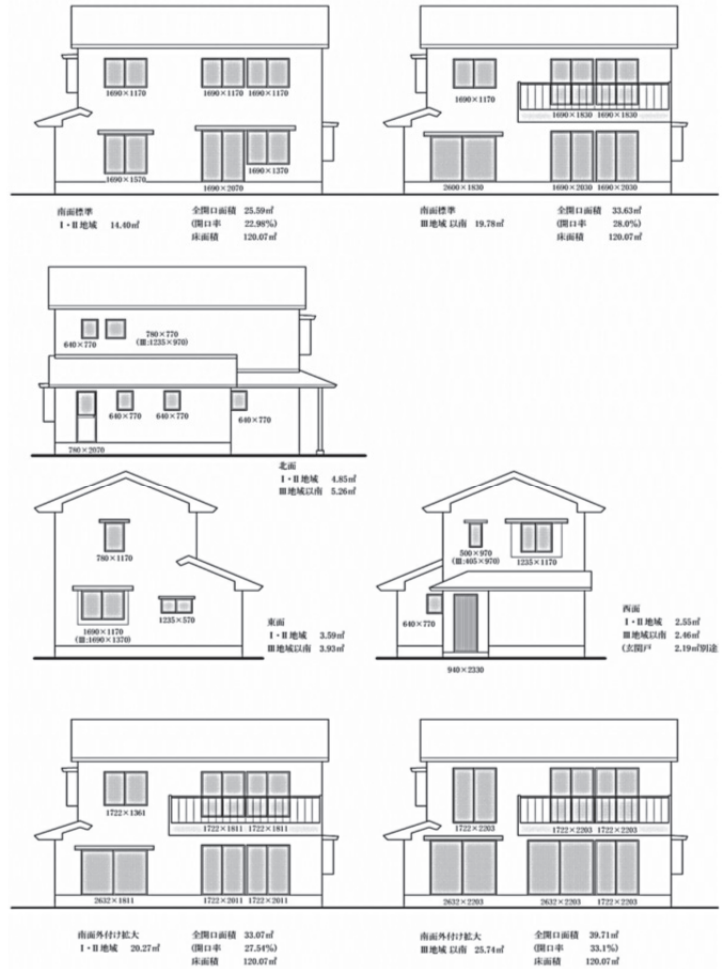 1690×1170
1690×1170 1690×1170
1690×1570
1690×1370
1690×2070
南面標準
Ⅰ・Ⅱ地域 14.40㎡
全開口面積 25.59㎡
(開口率 22.98%)
床面積 120.07㎡
1690×1170
1690×1830 1690×1830
2600×1830
1690×2030 1690×2030
南面標準
Ⅲ地域 以南 19.78㎡
全開口面積 33.63㎡
(開口率 28.0%)
床面積 120.07㎡
640×770
780×770
(Ⅲ:1235×970)
640×770
640×770
640×770
780×2070
北面
Ⅰ・Ⅱ地域 4.85㎡
Ⅲ地域以南 5.26㎡
780×1170
1690×1170
(Ⅲ:1690×1370)
1235×570
東面
Ⅰ・Ⅱ地域 3.59㎡
Ⅲ地域以南 3.93㎡
500×970
(Ⅲ:405×970)
1235×1170
640×770
940×2330
西面
Ⅰ・Ⅱ地域 2.55㎡
Ⅲ地域以南 2.46㎡
(玄関戸 2.19㎡別途
1722×1361
1722×1811 1722×1811
2632×1811
1722×2011 1722×2011
南面外付け拡大
Ⅰ・Ⅱ地域 20.27㎡
全開口面積 33.07㎡
(開口率 27.54%)
床面積 120.07㎡
1722×2203
1722×2203 1722×2203
2632×2203
2632×2203 1722×2203
南面外付け拡大
Ⅲ地域 以南 25.74㎡
全開口面積 39.71㎡
(開口率 33.1%)
床面積 120.07㎡